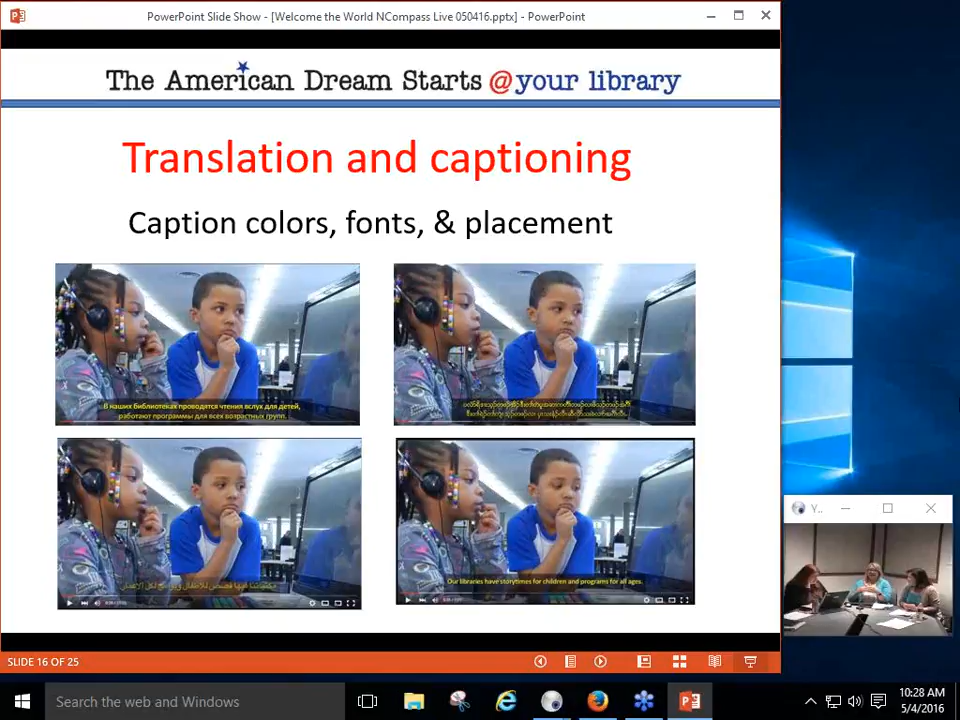 PowerPoint Slide Show - [Welcome the World NCompass Live 050416.pptx] - PowerPoint
The American Dream Starts @your library
Translation and captioning
Caption colors, fonts, & placement
В наших библиотеках проводятся чтения вслух для детей,
работают программы для всех возрастных групп.
Our libraries have storytimes for children and programs for all ages.
Y..
SLIDE 16 OF 25
Search the web and Windows
10:28 AM
5/4/2016